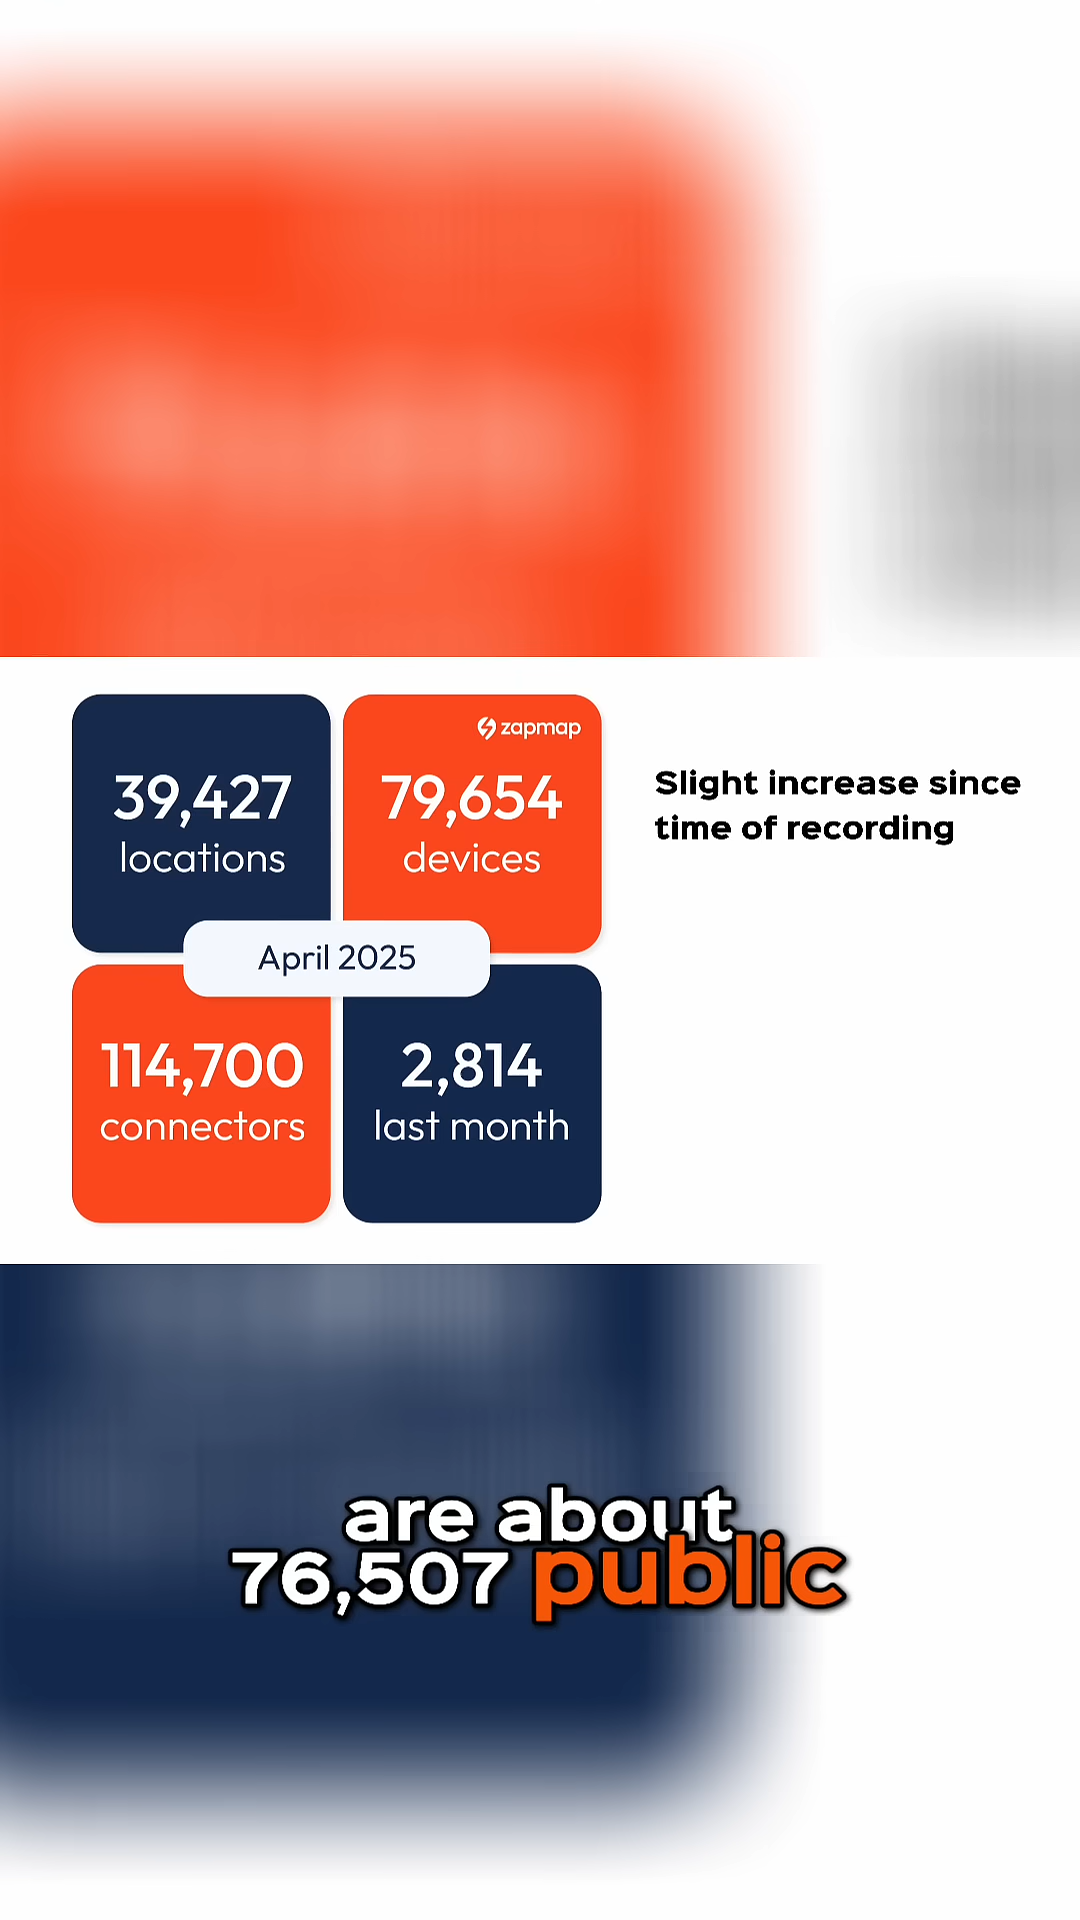 39,427
locations
zapmap
79,654
devices
Slight increase since
time of recording
April 2025
114,700
connectors
2,814
last month
are about
76,507 public